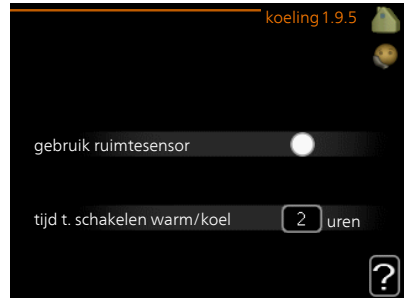 koeling 1.9.5
gebruik ruimtesensor
tijd t. schakelen warm/koel 2 uren
?